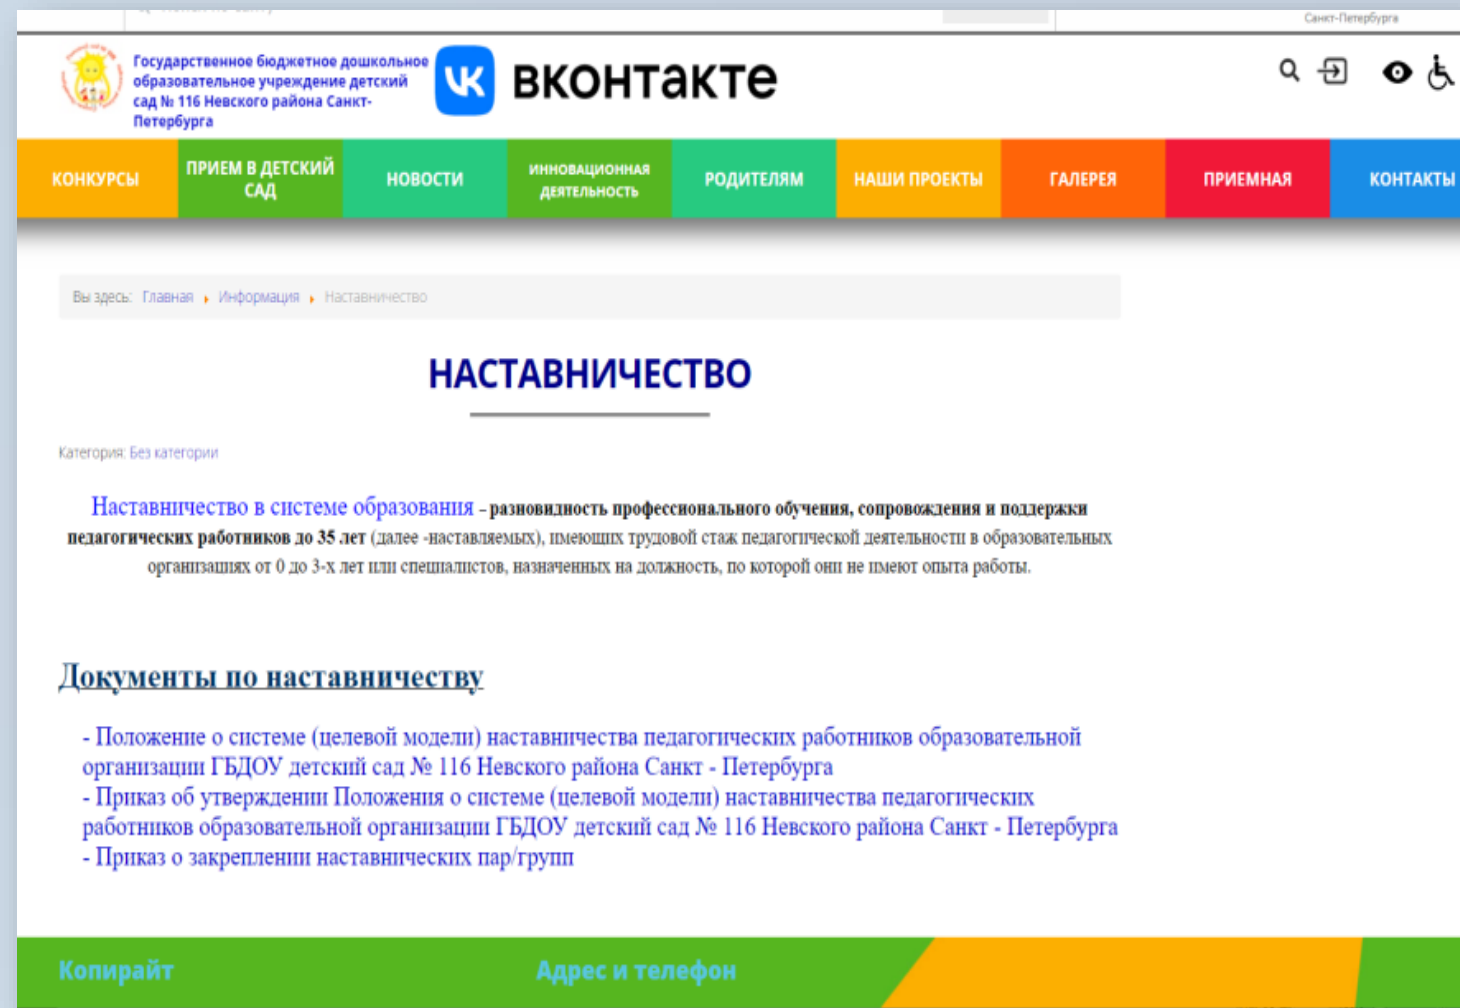 Санкт-Петербурга
Государственное бюджетное дошкольное
образовательное учреждение детский
сад № 116 Невского района Санкт-
Петербурга
вконтакте
КОНКУРСЫ
ПРИЕМ В ДЕТСКИЙ
САД
НОВОСТИ
ИННОВАЦИОННАЯ
ДЕЯТЕЛЬНОСТЬ
РОДИТЕЛЯМ
НАШИ ПРОЕКТЫ
ГАЛЕРЕЯ
ПРИЕМНАЯ
КОНТАКТЫ
Вы здесь: Главная Информация Наставничество
НАСТАВНИЧЕСТВО
Категория: Без категории
Наставничество в системе образования – разновидность профессионального обучения, сопровождения и поддержки
педагогических работников до 35 лет (далее -наставляемых), имеющих трудовой стаж педагогической деятельности в образовательных
организациях от 0 до 3-х лет или специалистов, назначенных на должность, по которой они не имеют опыта работы.
Документы по наставничеству
- Положение о системе (целевой модели) наставничества педагогических работников образовательной
организации ГБДОУ детский сад № 116 Невского района Санкт - Петербурга
- Приказ об утверждении Положения о системе (целевой модели) наставничества педагогических
работников образовательной организации ГБДОУ детский сад № 116 Невского района Санкт - Петербурга
- Приказ о закреплении наставнических пар/групп
Копирайт
Адрес и телефон